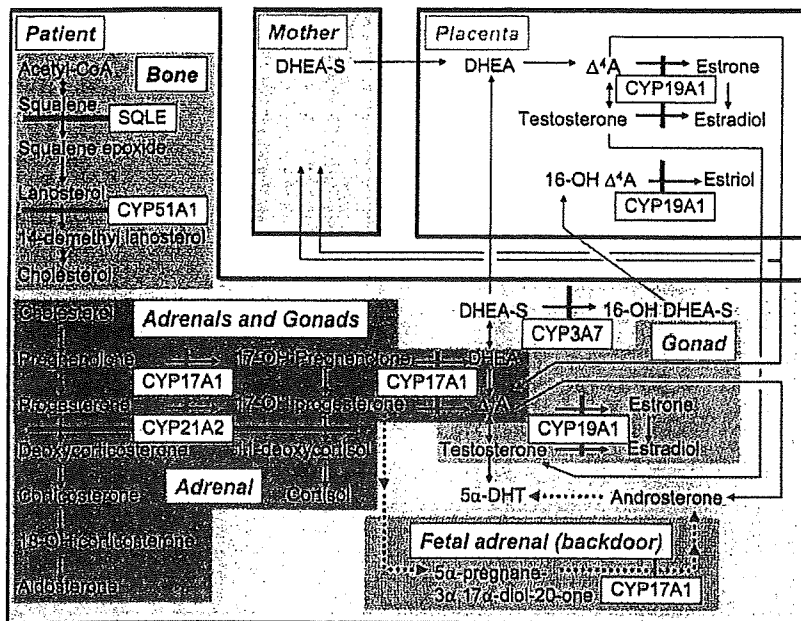 Patient
Bone
Acetyl-CoA
Squalene
SQLE
Squalene epoxide
Lanosterol
CYP51A1
14-demethyl lanosterol
Cholesterol
Mother
DHEA-S
Placenta
DHEA
Δ⁴A
Estrone
CYP19A1
Testosterone
Estradiol
16-OH Δ⁴A
Estriol
CYP19A1
Cholesterol
Adrenals and Gonads
DHEA-S
16-OH DHEA-S
CYP3A7
Gonad
Pregnenolone
17-OH Pregnenolone
DHEA
CYP17A1
CYP17A1
Progesterone
17-OH progesterone
Δ⁴A
Estrone
CYP21A2
CYP19A1
Deoxycorticosterone
11-deoxycortisol
Testosterone
Estradiol
Adrenal
Corticosterone
Cortisol
5α-DHT
Androsterone
18-OH corticosterone
Fetal adrenal (backdoor)
Aldosterone
5α-pregnane-
3α,17α-diol-20-one
CYP17A1